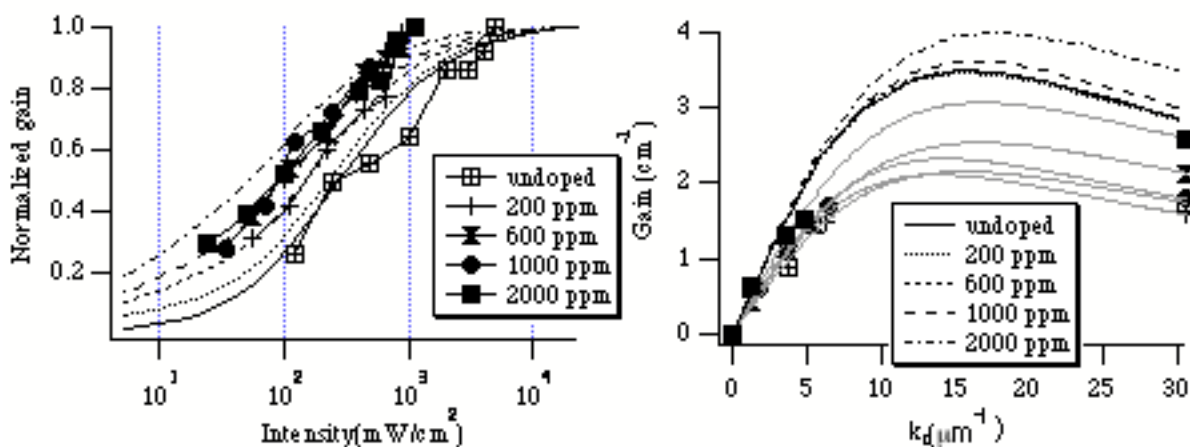 Normalized gain
1.0
0.8
0.6
0.4
0.2
10^1
10^2
10^3
10^4
Intensity(mW/cm^2)
undoped
200 ppm
600 ppm
1000 ppm
2000 ppm
Gain (cm^-1)
4
3
2
1
0
0
5
10
15
20
25
30
k_d(μm^-1)
undoped
200 ppm
600 ppm
1000 ppm
2000 ppm